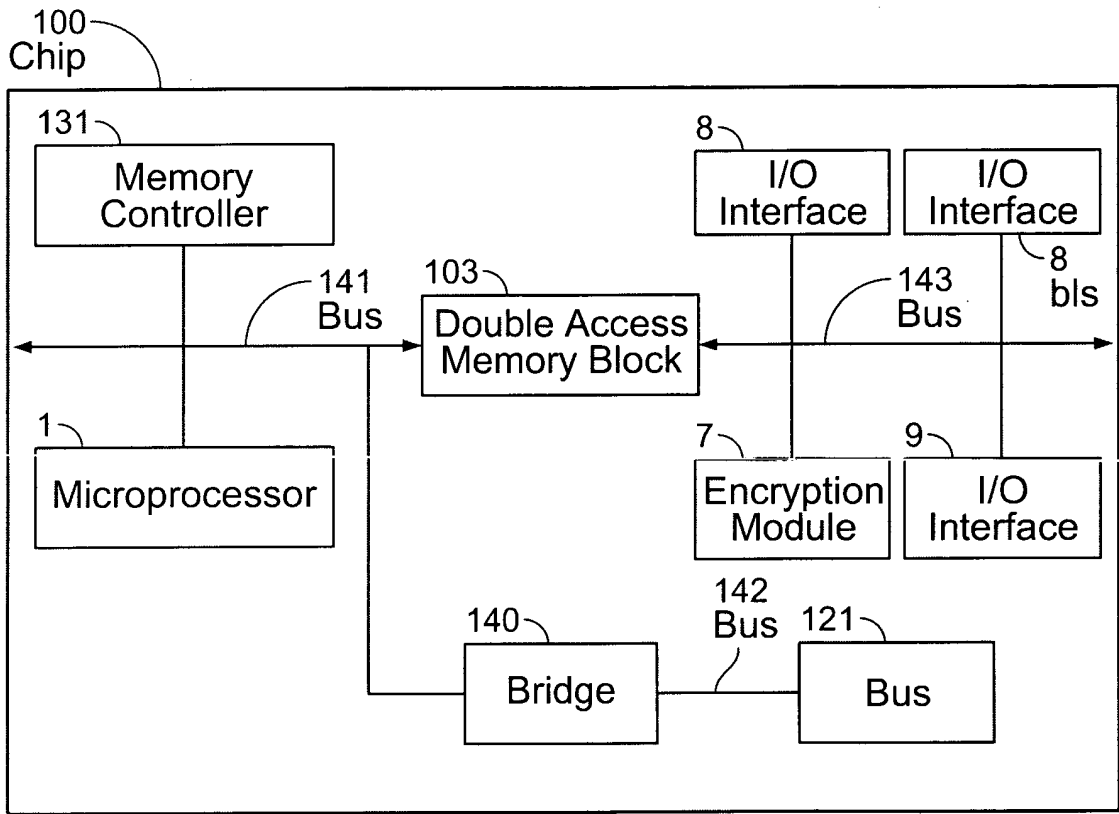 100
Chip
131
Memory
Controller
8
I/O
Interface
I/O
Interface
8
bls
141
Bus
103
Double Access
Memory Block
143
Bus
1
Microprocessor
7
Encryption
Module
9
I/O
Interface
140
Bridge
142
Bus
121
Bus